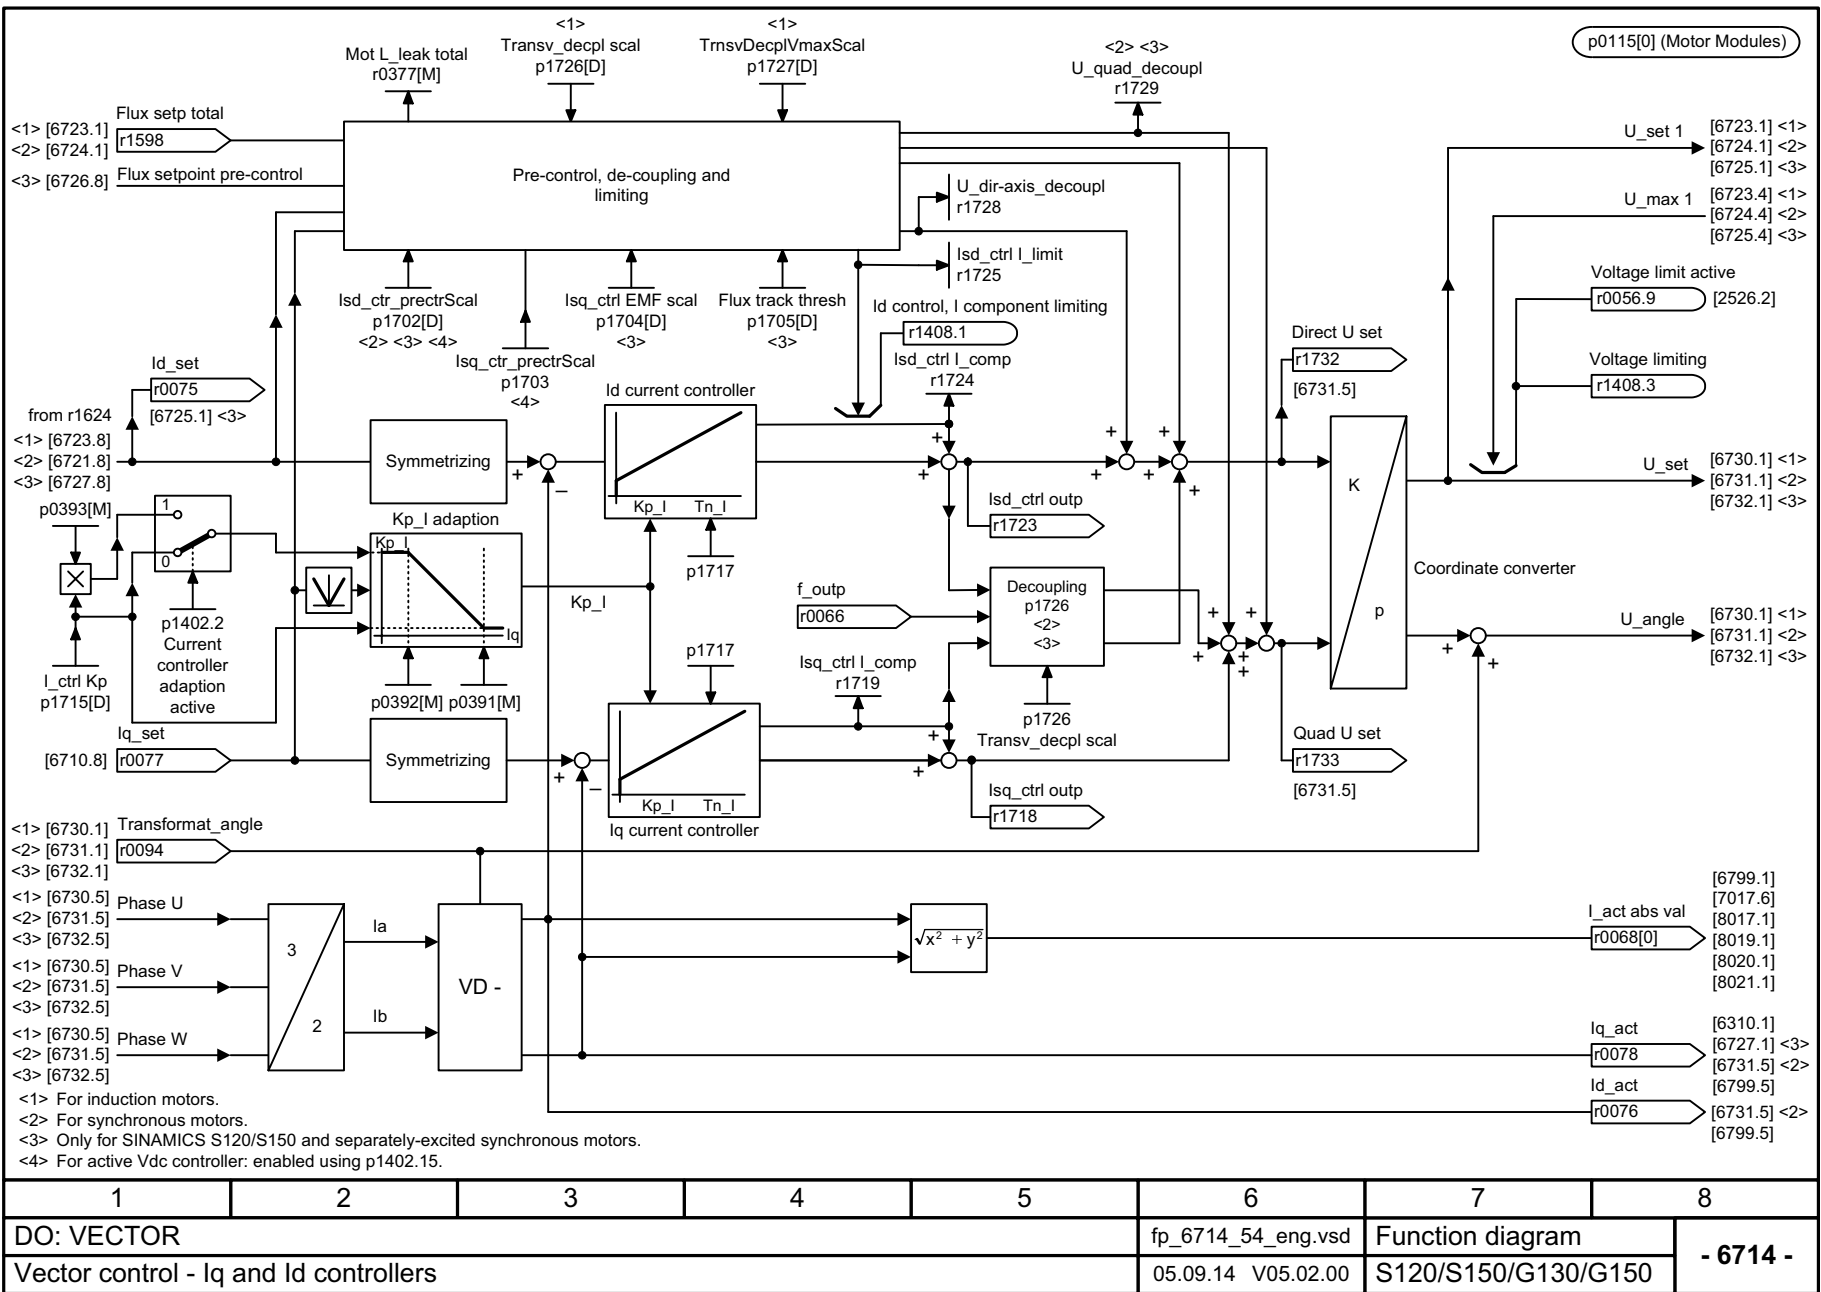 <1>
Transv_decpl scal
p1726[D]
<1>
TrnsvDecplVmaxScal
p1727[D]
<2> <3>
U_quad_decoupl
r1729
p0115[0] (Motor Modules)
Mot L_leak total
r0377[M]
Flux setp total
<1> [6723.1]
<2> [6724.1]
r1598
<3> [6726.8]
Flux setpoint pre-control
Pre-control, de-coupling and
limiting
U_dir-axis_decoupl
r1728
Isd_ctrl I_limit
r1725
U_set 1
[6723.1] <1>
[6724.1] <2>
[6725.1] <3>
U_max 1
[6723.4] <1>
[6724.4] <2>
[6725.4] <3>
Voltage limit active
r0056.9
[2526.2]
Voltage limiting
r1408.3
Isd_ctr_prectrScal
p1702[D]
<2> <3> <4>
Isq_ctr_prectrScal
p1703
<4>
Isq_ctrl EMF scal
p1704[D]
<3>
Flux track thresh
p1705[D]
<3>
Id control, I component limiting
r1408.1
Isd_ctrl I_comp
r1724
Direct U set
r1732
[6731.5]
Id_set
r0075
[6725.1] <3>
from r1624
<1> [6723.8]
<2> [6721.8]
<3> [6727.8]
Symmetrizing
+
–
Id current controller
Kp_I
Tn_I
p1717
+
+
+
+
+
+
+
Isd_ctrl outp
r1723
K
p
Coordinate converter
U_set
[6730.1] <1>
[6731.1] <2>
[6732.1] <3>
p0393[M]
1
0
p1402.2
Current
controller
adaption
active
I_ctrl Kp
p1715[D]
Kp_I adaption
Kp_I
Iq
p0392[M]
p0391[M]
Kp_I
f_outp
r0066
Decoupling
p1726
<2>
<3>
p1726
Transv_decpl scal
+
+
+
+
+
+
U_angle
[6730.1] <1>
[6731.1] <2>
[6732.1] <3>
+
+
p1717
Isq_ctrl I_comp
r1719
Iq_set
[6710.8]
r0077
Symmetrizing
+
–
Kp_I
Tn_I
Iq current controller
+
+
Isq_ctrl outp
r1718
Quad U set
r1733
[6731.5]
<1> [6730.1]
<2> [6731.1]
<3> [6732.1]
Transformat_angle
r0094
<1> [6730.5]
<2> [6731.5]
<3> [6732.5]
Phase U
<1> [6730.5]
<2> [6731.5]
<3> [6732.5]
Phase V
<1> [6730.5]
<2> [6731.5]
<3> [6732.5]
Phase W
3
2
Ia
Ib
VD -
√x² + y²
I_act abs val
r0068[0]
[6799.1]
[7017.6]
[8017.1]
[8019.1]
[8020.1]
[8021.1]
Iq_act
r0078
[6310.1]
[6727.1] <3>
[6731.5] <2>
[6799.5]
Id_act
r0076
[6731.5] <2>
[6799.5]
<1> For induction motors.
<2> For synchronous motors.
<3> Only for SINAMICS S120/S150 and separately-excited synchronous motors.
<4> For active Vdc controller: enabled using p1402.15.
1 2 3 4 5 6 7 8
DO: VECTOR
fp_6714_54_eng.vsd
Function diagram
- 6714 -
Vector control - Iq and Id controllers
05.09.14 V05.02.00
S120/S150/G130/G150